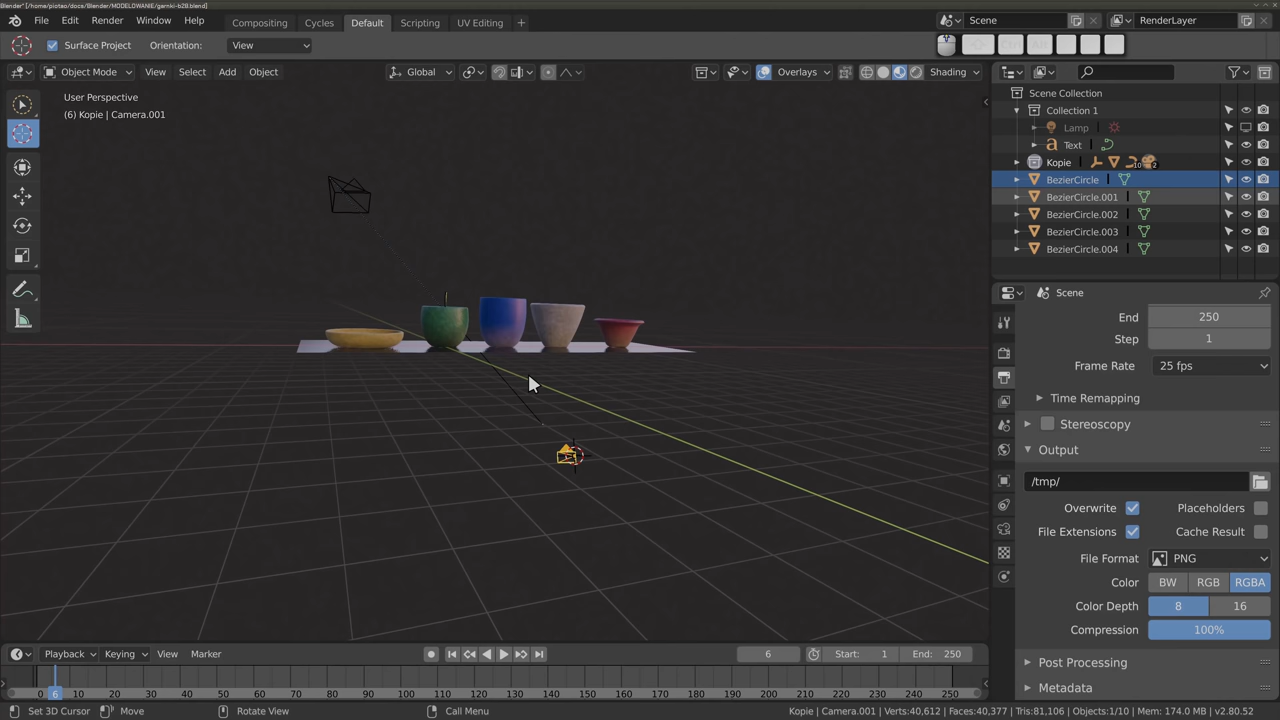 Blender* [/home/piotao/docs/Blender/MODELOWANIE/garnki-b28.blend]
File Edit Render Window Help
Compositing Cycles Default Scripting UV Editing +
Scene
RenderLayer
Surface Project Orientation: View
Ctrl Alt
Object Mode View Select Add Object
Global
Overlays
Shading
User Perspective
(6) Kopie | Camera.001
Scene Collection
Collection 1
Lamp
Text
Kopie 10 2
BezierCircle
BezierCircle.001
BezierCircle.002
BezierCircle.003
BezierCircle.004
Scene
End 250
Step 1
Frame Rate 25 fps
Time Remapping
Stereoscopy
Output
/tmp/
Overwrite Placeholders
File Extensions Cache Result
File Format PNG
Color BW RGB RGBA
Color Depth 8 16
Compression 100%
Post Processing
Metadata
Playback Keying View Marker
6
Start: 1 End: 250
0 6 10 20 30 40 50 60 70 80 90 100 110 120 130 140 150 160 170 180 190 200 210 220 230 240 250
Set 3D Cursor Move Rotate View Call Menu
Kopie | Camera.001 | Verts:40,612 | Faces:40,377 | Tris:81,106 | Objects:1/10 | Mem: 174.0 MB | v2.80.52